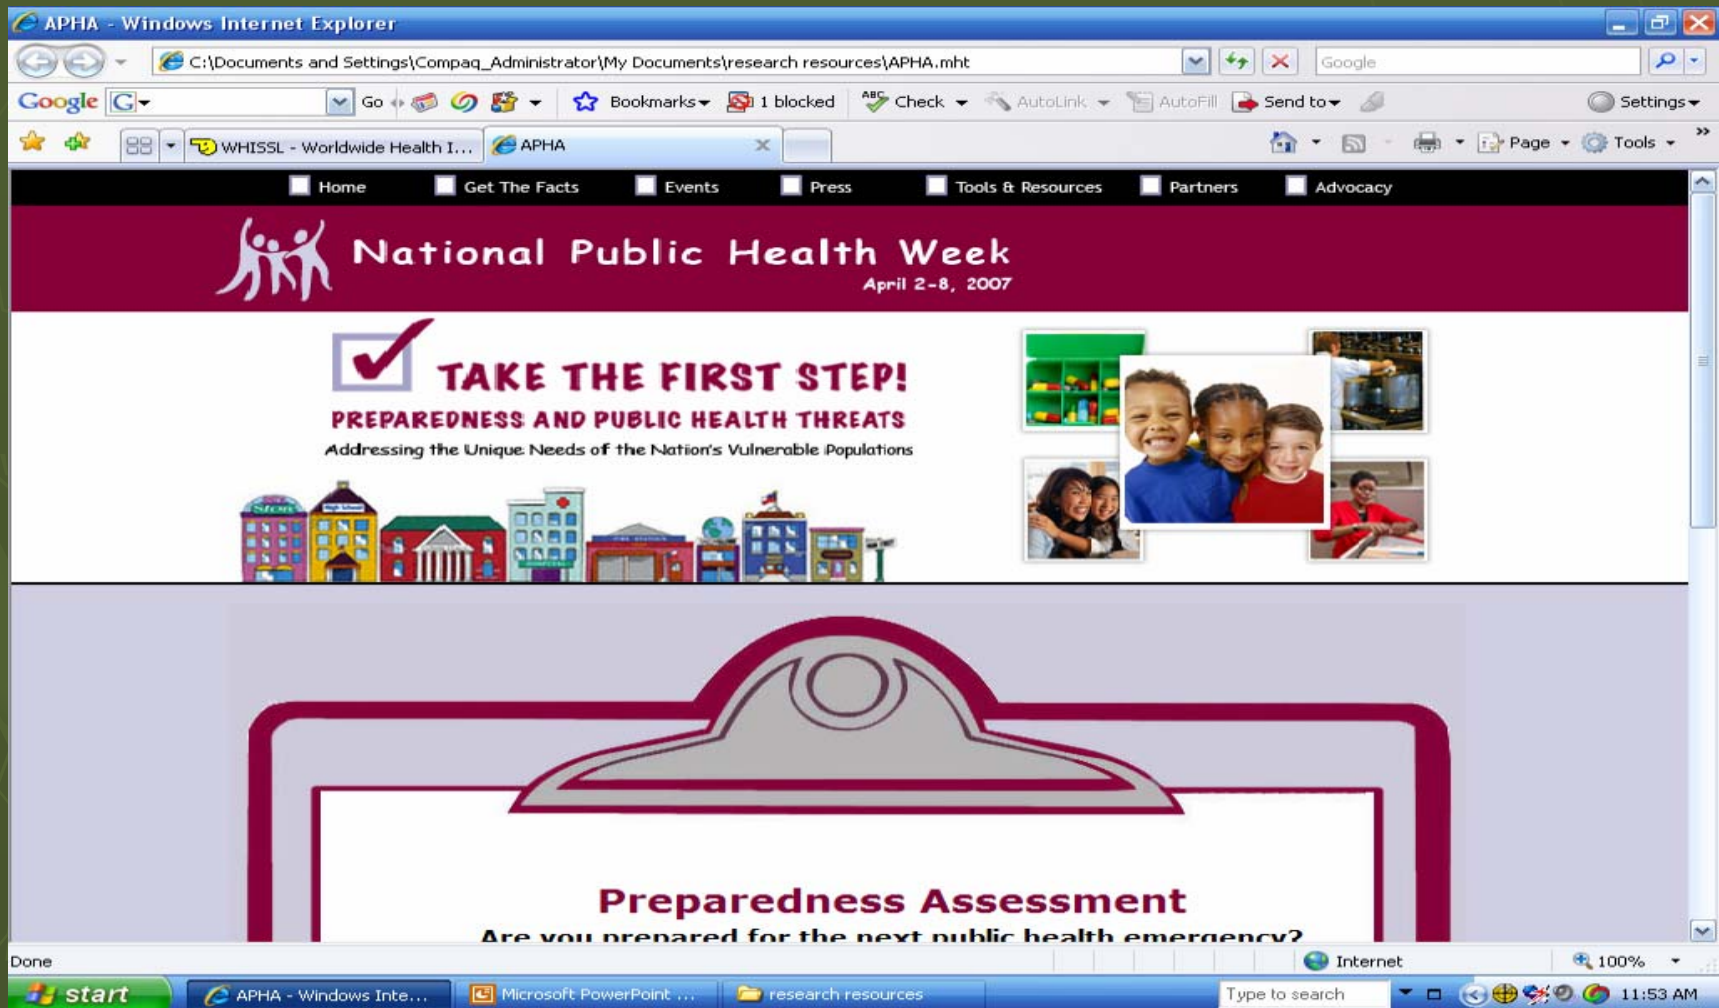 APHA - Windows Internet Explorer
C:\Documents and Settings\Compaq_Administrator\My Documents\research resources\APHA.mht
Google
Google G Go Bookmarks 1 blocked ABC Check AutoLink AutoFill Send to Settings
WHISSL - Worldwide Health I... APHA Page Tools
Home Get The Facts Events Press Tools & Resources Partners Advocacy
National Public Health Week
April 2-8, 2007
TAKE THE FIRST STEP!
PREPAREDNESS AND PUBLIC HEALTH THREATS
Addressing the Unique Needs of the Nation's Vulnerable Populations
Store
High School
HOSPITAL
Preparedness Assessment
Are you prepared for the next public health emergency?
Done Internet 100%
start APHA - Windows Inte... Microsoft PowerPoint ... research resources Type to search 11:53 AM